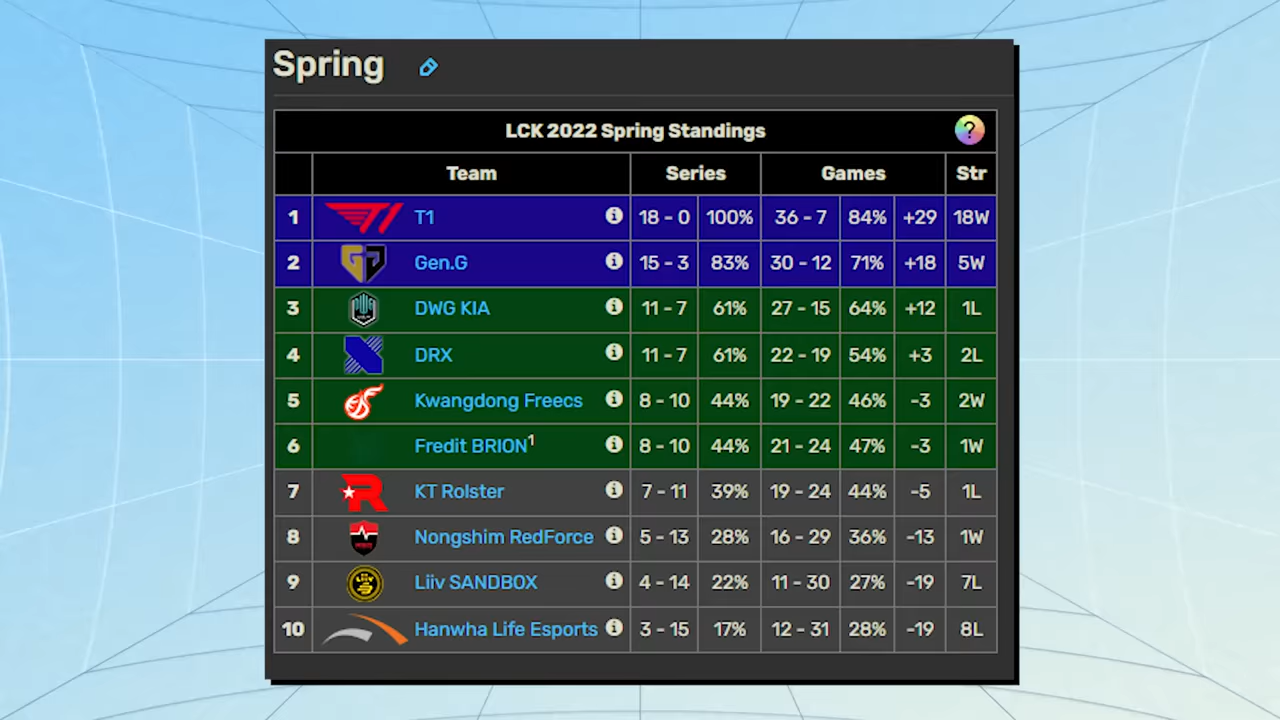 Spring
LCK 2022 Spring Standings ?
Team Series Games Str
1 T1 18 - 0 100% 36 - 7 84% +29 18W
2 Gen.G 15 - 3 83% 30 - 12 71% +18 5W
3 DWG KIA 11 - 7 61% 27 - 15 64% +12 1L
4 DRX 11 - 7 61% 22 - 19 54% +3 2L
5 Kwangdong Freecs 8 - 10 44% 19 - 22 46% -3 2W
6 Fredit BRION¹ 8 - 10 44% 21 - 24 47% -3 1W
7 KT Rolster 7 - 11 39% 19 - 24 44% -5 1L
8 Nongshim RedForce 5 - 13 28% 16 - 29 36% -13 1W
9 Liiv SANDBOX 4 - 14 22% 11 - 30 27% -19 7L
10 Hanwha Life Esports 3 - 15 17% 12 - 31 28% -19 8L